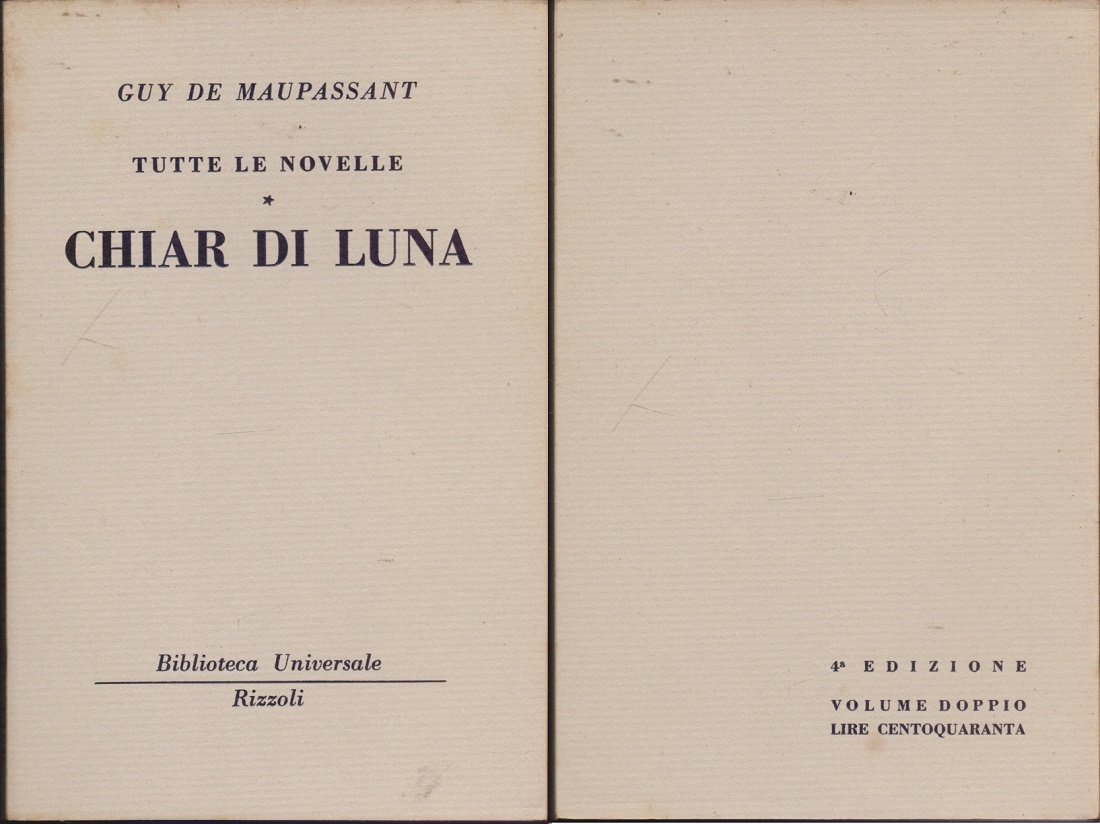 GUY DE MAUPASSANT
TUTTE LE NOVELLE
★
CHIAR DI LUNA
Biblioteca Universale
Rizzoli
4ª EDIZIONE
VOLUME DOPPIO
LIRE CENTOQUARANTA